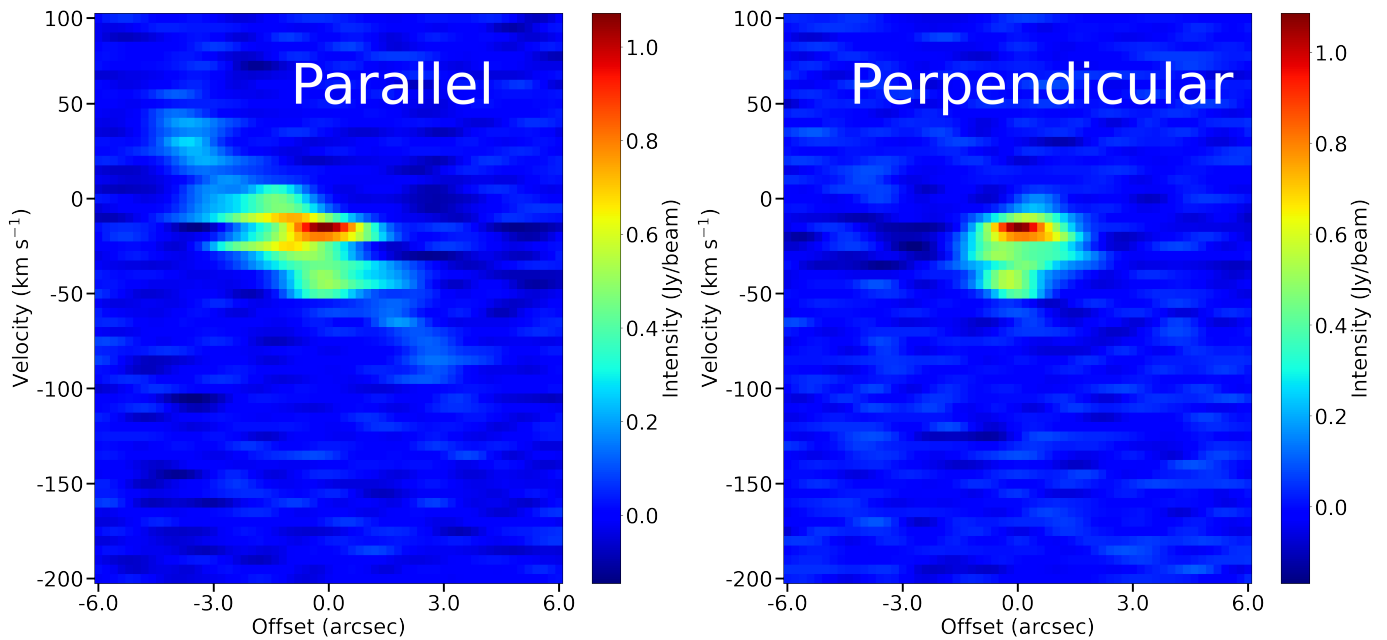 Parallel
100
50
0
-50
-100
-150
-200
Velocity (km s−1)
-6.0 -3.0 0.0 3.0 6.0
Offset (arcsec)
1.0
0.8
0.6
0.4
0.2
0.0
Intensity (Jy/beam)
Perpendicular
100
50
0
-50
-100
-150
-200
Velocity (km s−1)
-6.0 -3.0 0.0 3.0 6.0
Offset (arcsec)
1.0
0.8
0.6
0.4
0.2
0.0
Intensity (Jy/beam)